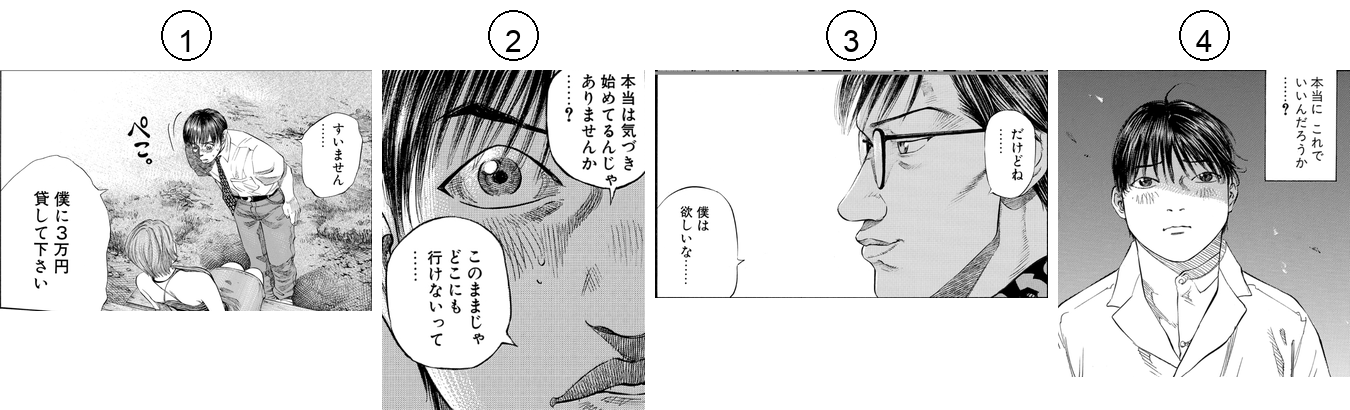 1
すいません
……
ぺこ。
僕に3万円
貸して下さい
2
本当は気づき
始めてるんじゃ
ありませんか
……?
このままじゃ
どこにも
行けないって
……
3
だけどね
……
僕は
欲しいな……
4
本当に これで
いいんだろうか
……?